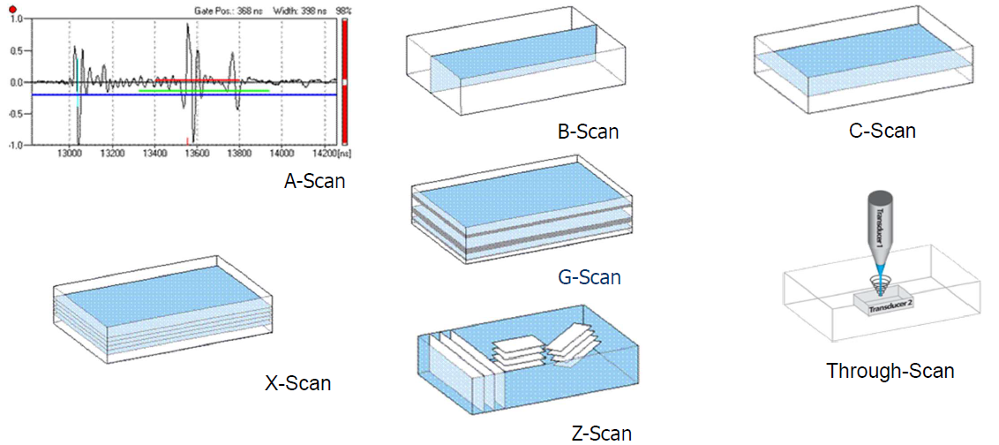 Gate Pos.: 368 ns Width: 398 ns 98%
1.0
0.5
0.0
-0.5
-1.0
13000 13200 13400 13600 13800 14000 14200[ns]
A-Scan
B-Scan
C-Scan
G-Scan
Transducer 1
Transducer 2
X-Scan
Through-Scan
Z-Scan